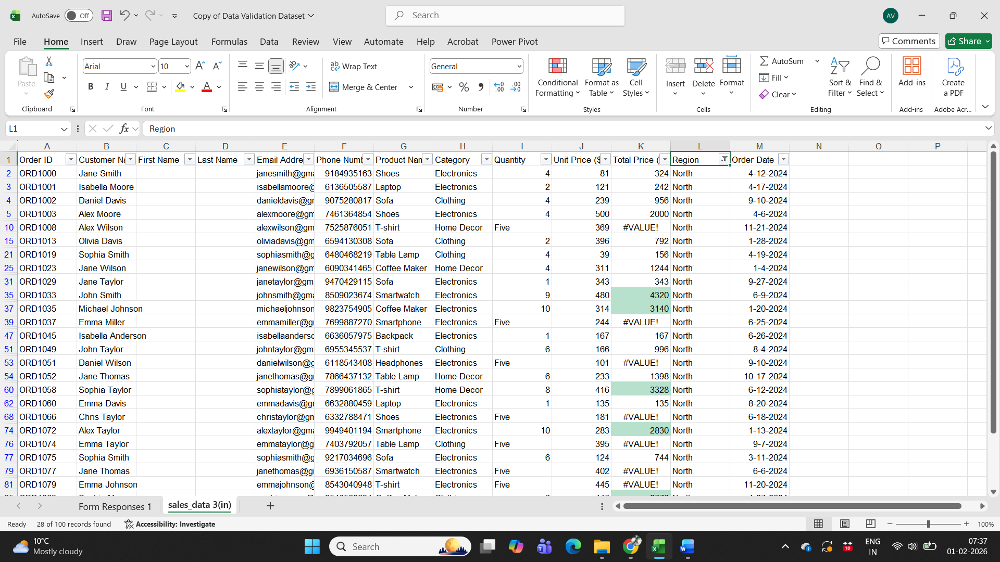 AutoSave Off Copy of Data Validation Dataset Search AV
File Home Insert Draw Page Layout Formulas Data Review View Automate Help Acrobat Power Pivot Comments Share
Paste Arial 10 Wrap Text General Conditional Formatting Format as Table Cell Styles Insert Delete Format AutoSum Sort & Filter Find & Select Add-ins Create a PDF
B I U Merge & Center % Fill Clear
Clipboard Font Alignment Number Styles Cells Editing Add-ins Adobe Acr...
L1 fx Region
A B C D E F G H I J K L M N O P
1 Order ID Customer Na First Name Last Name Email Addre Phone Numb Product Nam Category Quantity Unit Price ($ Total Price ( Region Order Date
2 ORD1000 Jane Smith janesmith@gma 9184935163 Shoes Electronics 4 81 324 North 4-12-2024
3 ORD1001 Isabella Moore isabellamoore@ 6136505587 Laptop Electronics 2 121 242 North 4-17-2024
4 ORD1002 Daniel Davis danieldavis@gr 9075280817 Sofa Clothing 4 239 956 North 9-10-2024
5 ORD1003 Alex Moore alexmoore@gm 7461364854 Shoes Electronics 4 500 2000 North 4-6-2024
10 ORD1008 Alex Wilson alexwilson@gm 7525876051 T-shirt Home Decor Five 369 #VALUE! North 11-21-2024
15 ORD1013 Olivia Davis oliviadavis@gm 6594130308 Sofa Clothing 2 396 792 North 1-28-2024
21 ORD1019 Sophia Smith sophiasmith@g 6480468219 Table Lamp Clothing 4 39 156 North 4-19-2024
25 ORD1023 Jane Wilson janewilson@gm 6090341465 Coffee Maker Home Decor 4 311 1244 North 1-4-2024
31 ORD1029 Jane Taylor janetaylor@gm 9470429115 Sofa Electronics 1 343 343 North 9-27-2024
35 ORD1033 John Smith johnsmith@gma 8509023674 Smartwatch Electronics 9 480 4320 North 6-9-2024
37 ORD1035 Michael Johnson michaeljohnson 9823754905 Coffee Maker Electronics 10 314 3140 North 1-20-2024
39 ORD1037 Emma Miller emmamiller@gr 7699887270 Smartphone Electronics Five 244 #VALUE! North 6-25-2024
47 ORD1045 Isabella Anderson isabellaanderso 6636057975 Backpack Electronics 1 167 167 North 6-26-2024
51 ORD1049 John Taylor johntaylor@gm 6955345537 T-shirt Clothing 6 166 996 North 8-4-2024
53 ORD1051 Daniel Wilson danielwilson@g 6118543408 Headphones Electronics Five 101 #VALUE! North 9-10-2024
54 ORD1052 Jane Thomas janethomas@gr 7866437132 Table Lamp Home Decor 6 233 1398 North 10-17-2024
60 ORD1058 Sophia Taylor sophiataylor@g 7899061865 T-shirt Home Decor 8 416 3328 North 6-12-2024
62 ORD1060 Emma Davis emmadavis@gr 6632880459 Laptop Electronics 1 135 135 North 8-20-2024
68 ORD1066 Chris Taylor christaylor@gm 6332788471 Shoes Electronics Five 181 #VALUE! North 6-18-2024
74 ORD1072 Alex Taylor alextaylor@gma 9949401194 Smartphone Electronics 10 283 2830 North 1-13-2024
76 ORD1074 Emma Taylor emmataylor@g 7403792057 Table Lamp Clothing Five 395 #VALUE! North 9-7-2024
77 ORD1075 Sophia Smith sophiasmith@g 9217034696 Sofa Electronics 6 124 744 North 3-11-2024
79 ORD1077 Jane Thomas janethomas@gr 6936150587 Smartwatch Electronics Five 402 #VALUE! North 6-6-2024
81 ORD1079 Emma Johnson emmajohnson@ 8543040948 T-shirt Electronics Five 445 #VALUE! North 11-20-2024
Form Responses 1 sales_data 3(in)
Ready 28 of 100 records found Accessibility: Investigate 100%
10°C
Mostly cloudy
Search
10
ENG
IN
07:37
01-02-2026